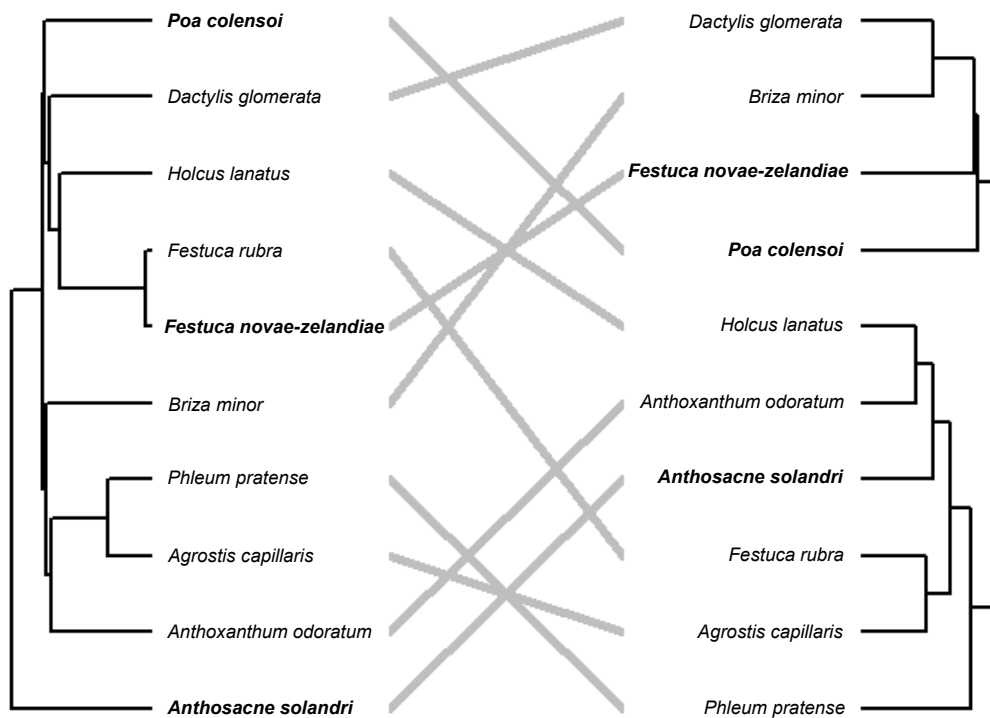 Poa colensoi
Dactylis glomerata
Holcus lanatus
Festuca rubra
Festuca novae-zelandiae
Briza minor
Phleum pratense
Agrostis capillaris
Anthoxanthum odoratum
Anthosacne solandri
Dactylis glomerata
Briza minor
Festuca novae-zelandiae
Poa colensoi
Holcus lanatus
Anthoxanthum odoratum
Anthosacne solandri
Festuca rubra
Agrostis capillaris
Phleum pratense